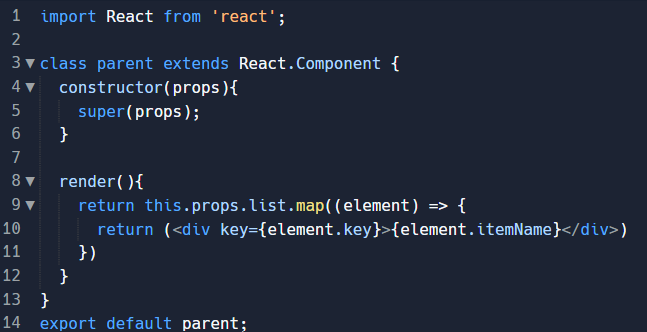 1 import React from 'react';
2
3 ▼ class parent extends React.Component {
4 ▼   constructor(props){
5       super(props);
6     }
7
8 ▼   render(){
9 ▼     return this.props.list.map((element) => {
10        return (<div key={element.key}>{element.itemName}</div>)
11      })
12    }
13  }
14  export default parent;